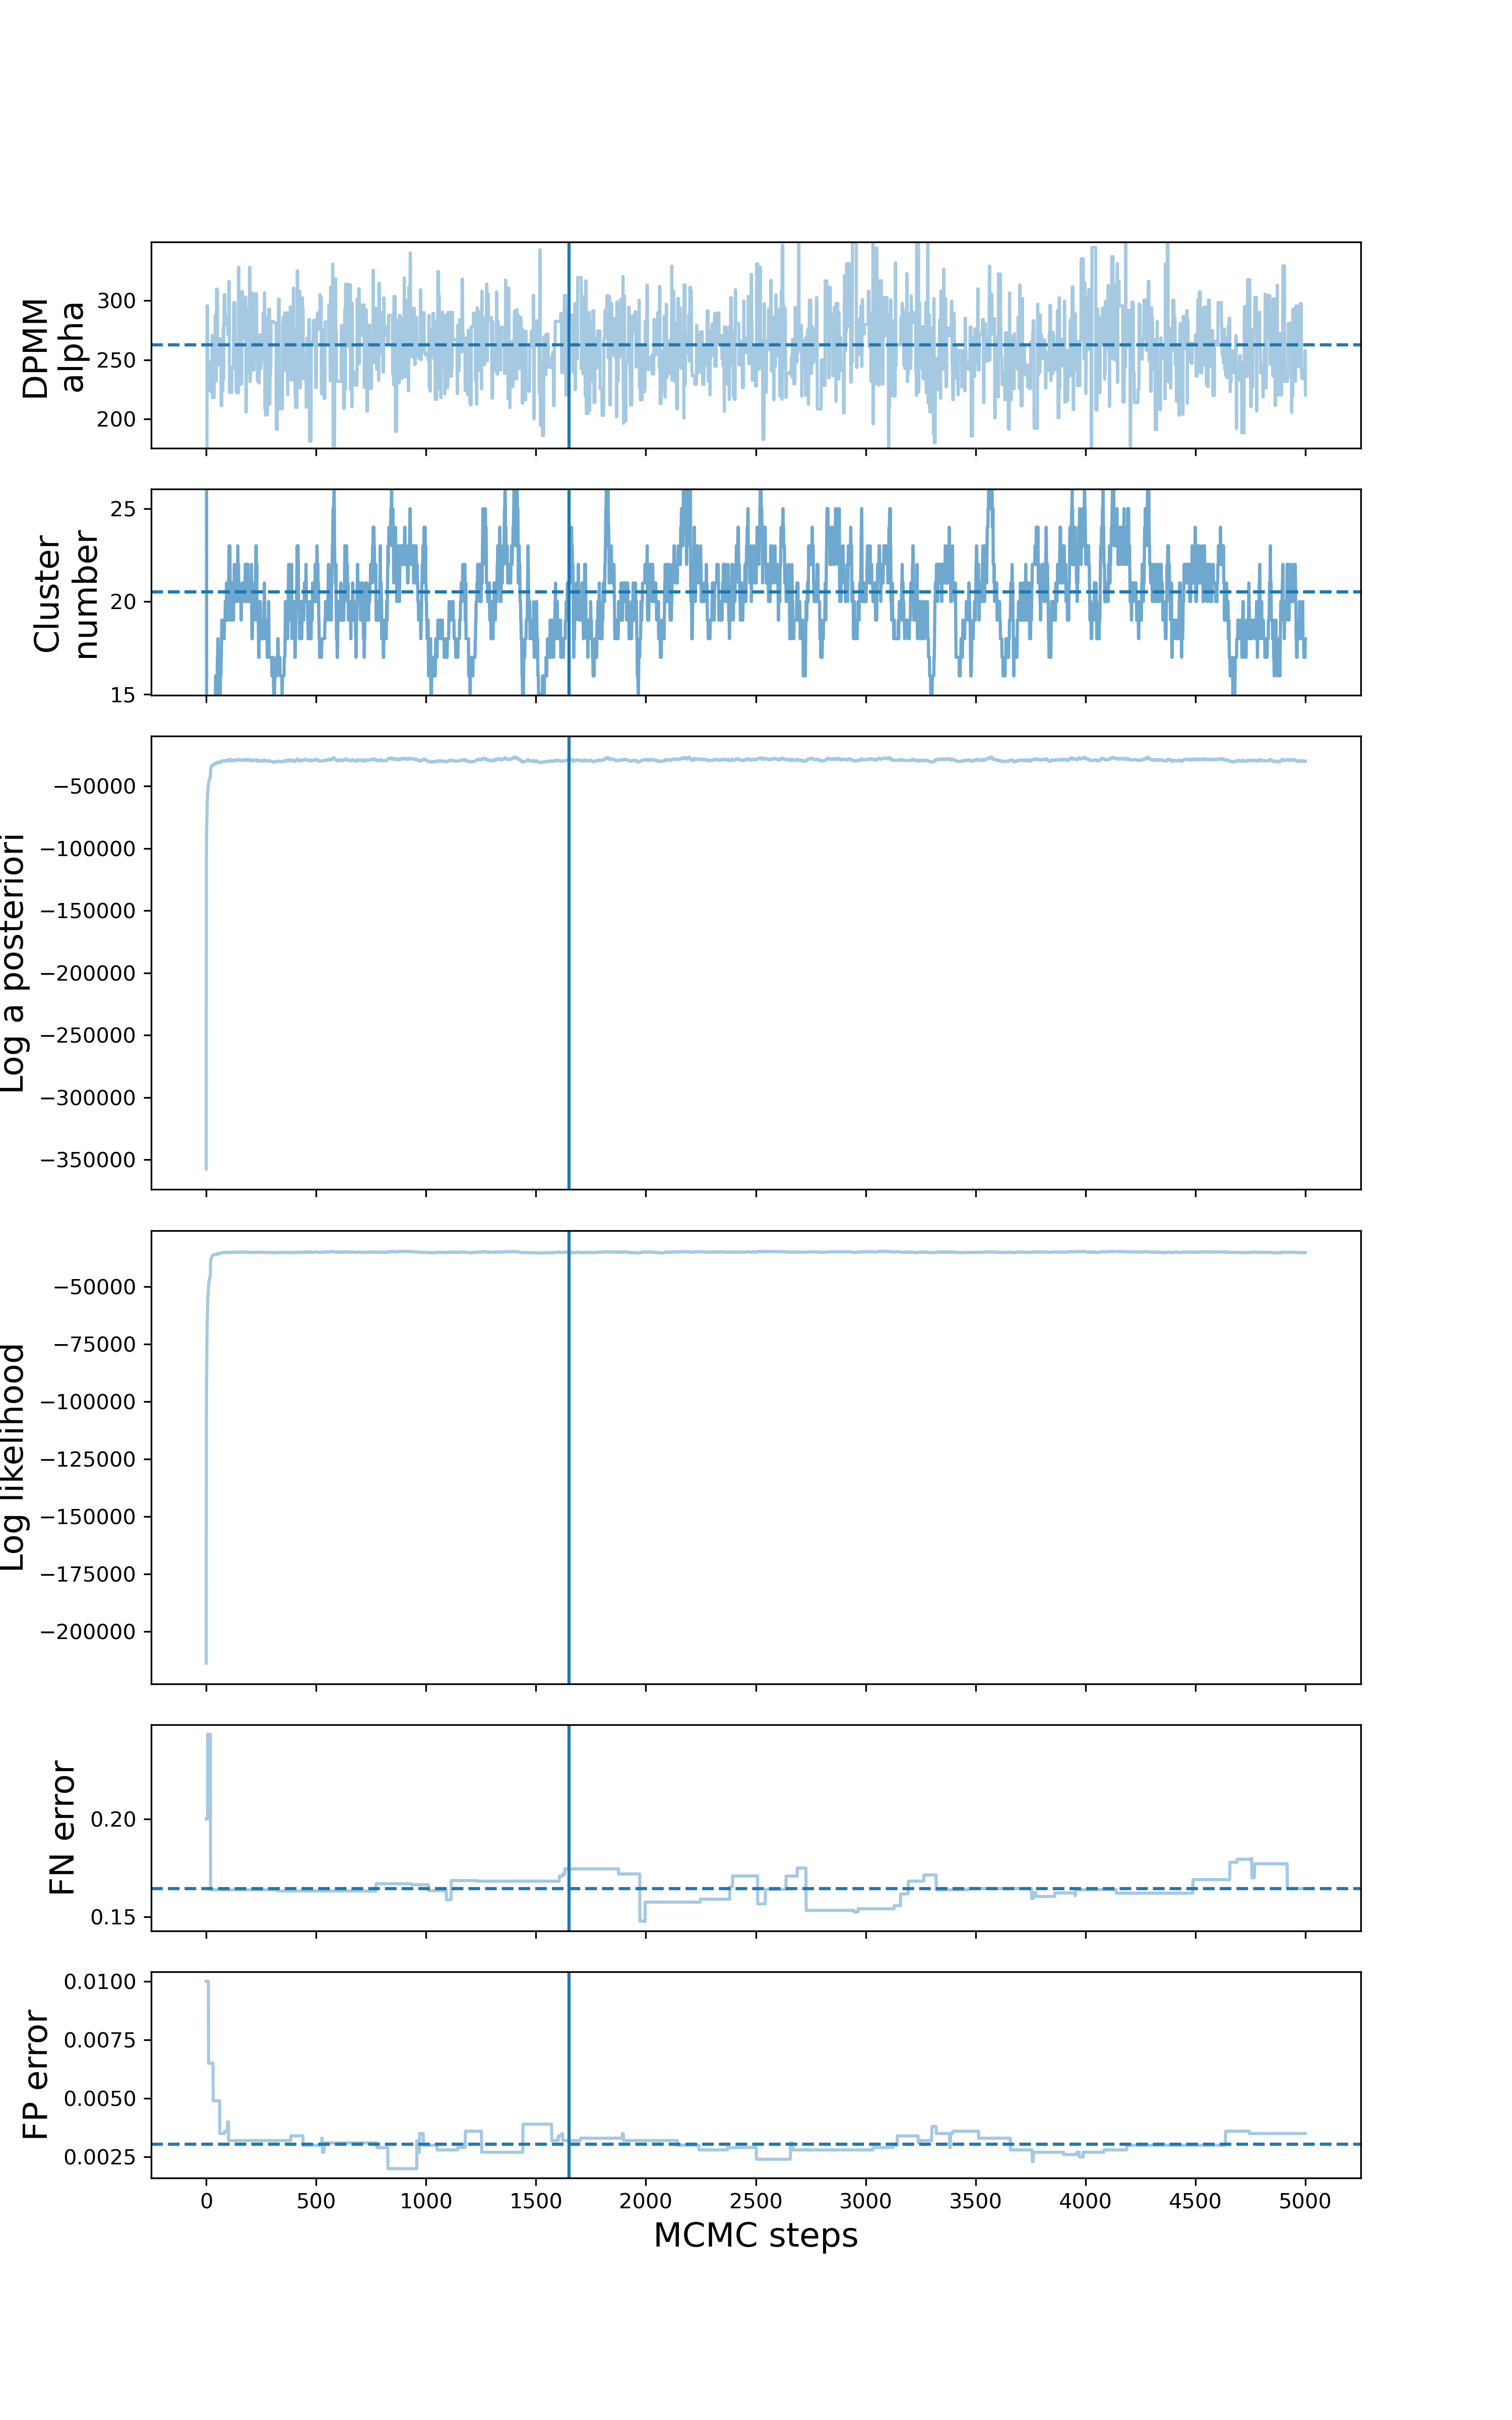 DPMM
alpha
300
250
200
Cluster
number
25
20
15
Log a posteriori
−50000
−100000
−150000
−200000
−250000
−300000
−350000
Log likelihood
−50000
−75000
−100000
−125000
−150000
−175000
−200000
FN error
0.20
0.15
FP error
0.0100
0.0075
0.0050
0.0025
0 500 1000 1500 2000 2500 3000 3500 4000 4500 5000
MCMC steps